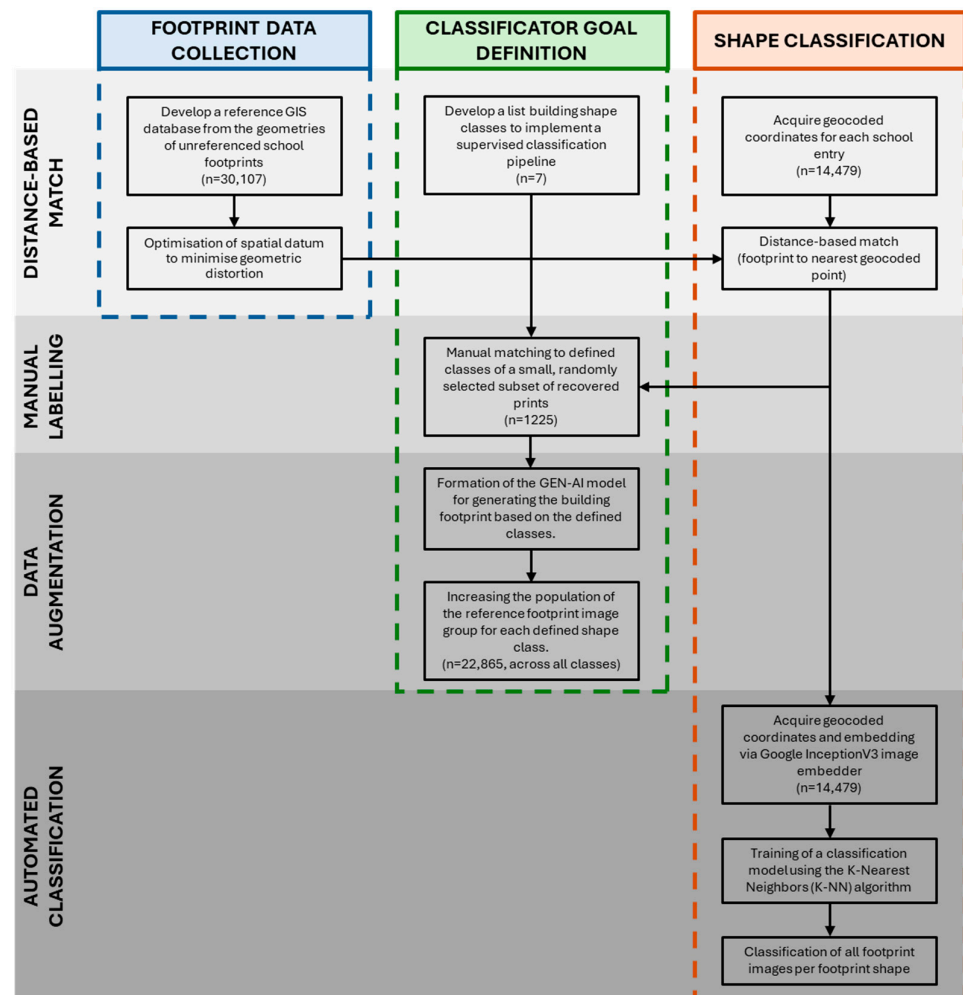 FOOTPRINT DATA
COLLECTION
CLASSIFICATOR GOAL
DEFINITION
SHAPE CLASSIFICATION
DISTANCE-BASED
MATCH
Develop a reference GIS
database from the geometries
of unreferenced school
footprints
(n=30,107)
Optimisation of spatial datum
to minimise geometric
distortion
Develop a list building shape
classes to implement a
supervised classification
pipeline
(n=7)
Acquire geocoded
coordinates for each school
entry
(n=14,479)
Distance-based match
(footprint to nearest geocoded
point)
MANUAL
LABELLING
Manual matching to defined
classes of a small, randomly
selected subset of recovered
prints
(n=1225)
DATA
AUGMENTATION
Formation of the GEN-AI model
for generating the building
footprint based on the defined
classes.
Increasing the population of
the reference footprint image
group for each defined shape
class.
(n=22,865, across all classes)
AUTOMATED
CLASSIFICATION
Acquire geocoded
coordinates and embedding
via Google InceptionV3 image
embedder
(n=14,479)
Training of a classification
model using the K-Nearest
Neighbors (K-NN) algorithm
Classification of all footprint
images per footprint shape